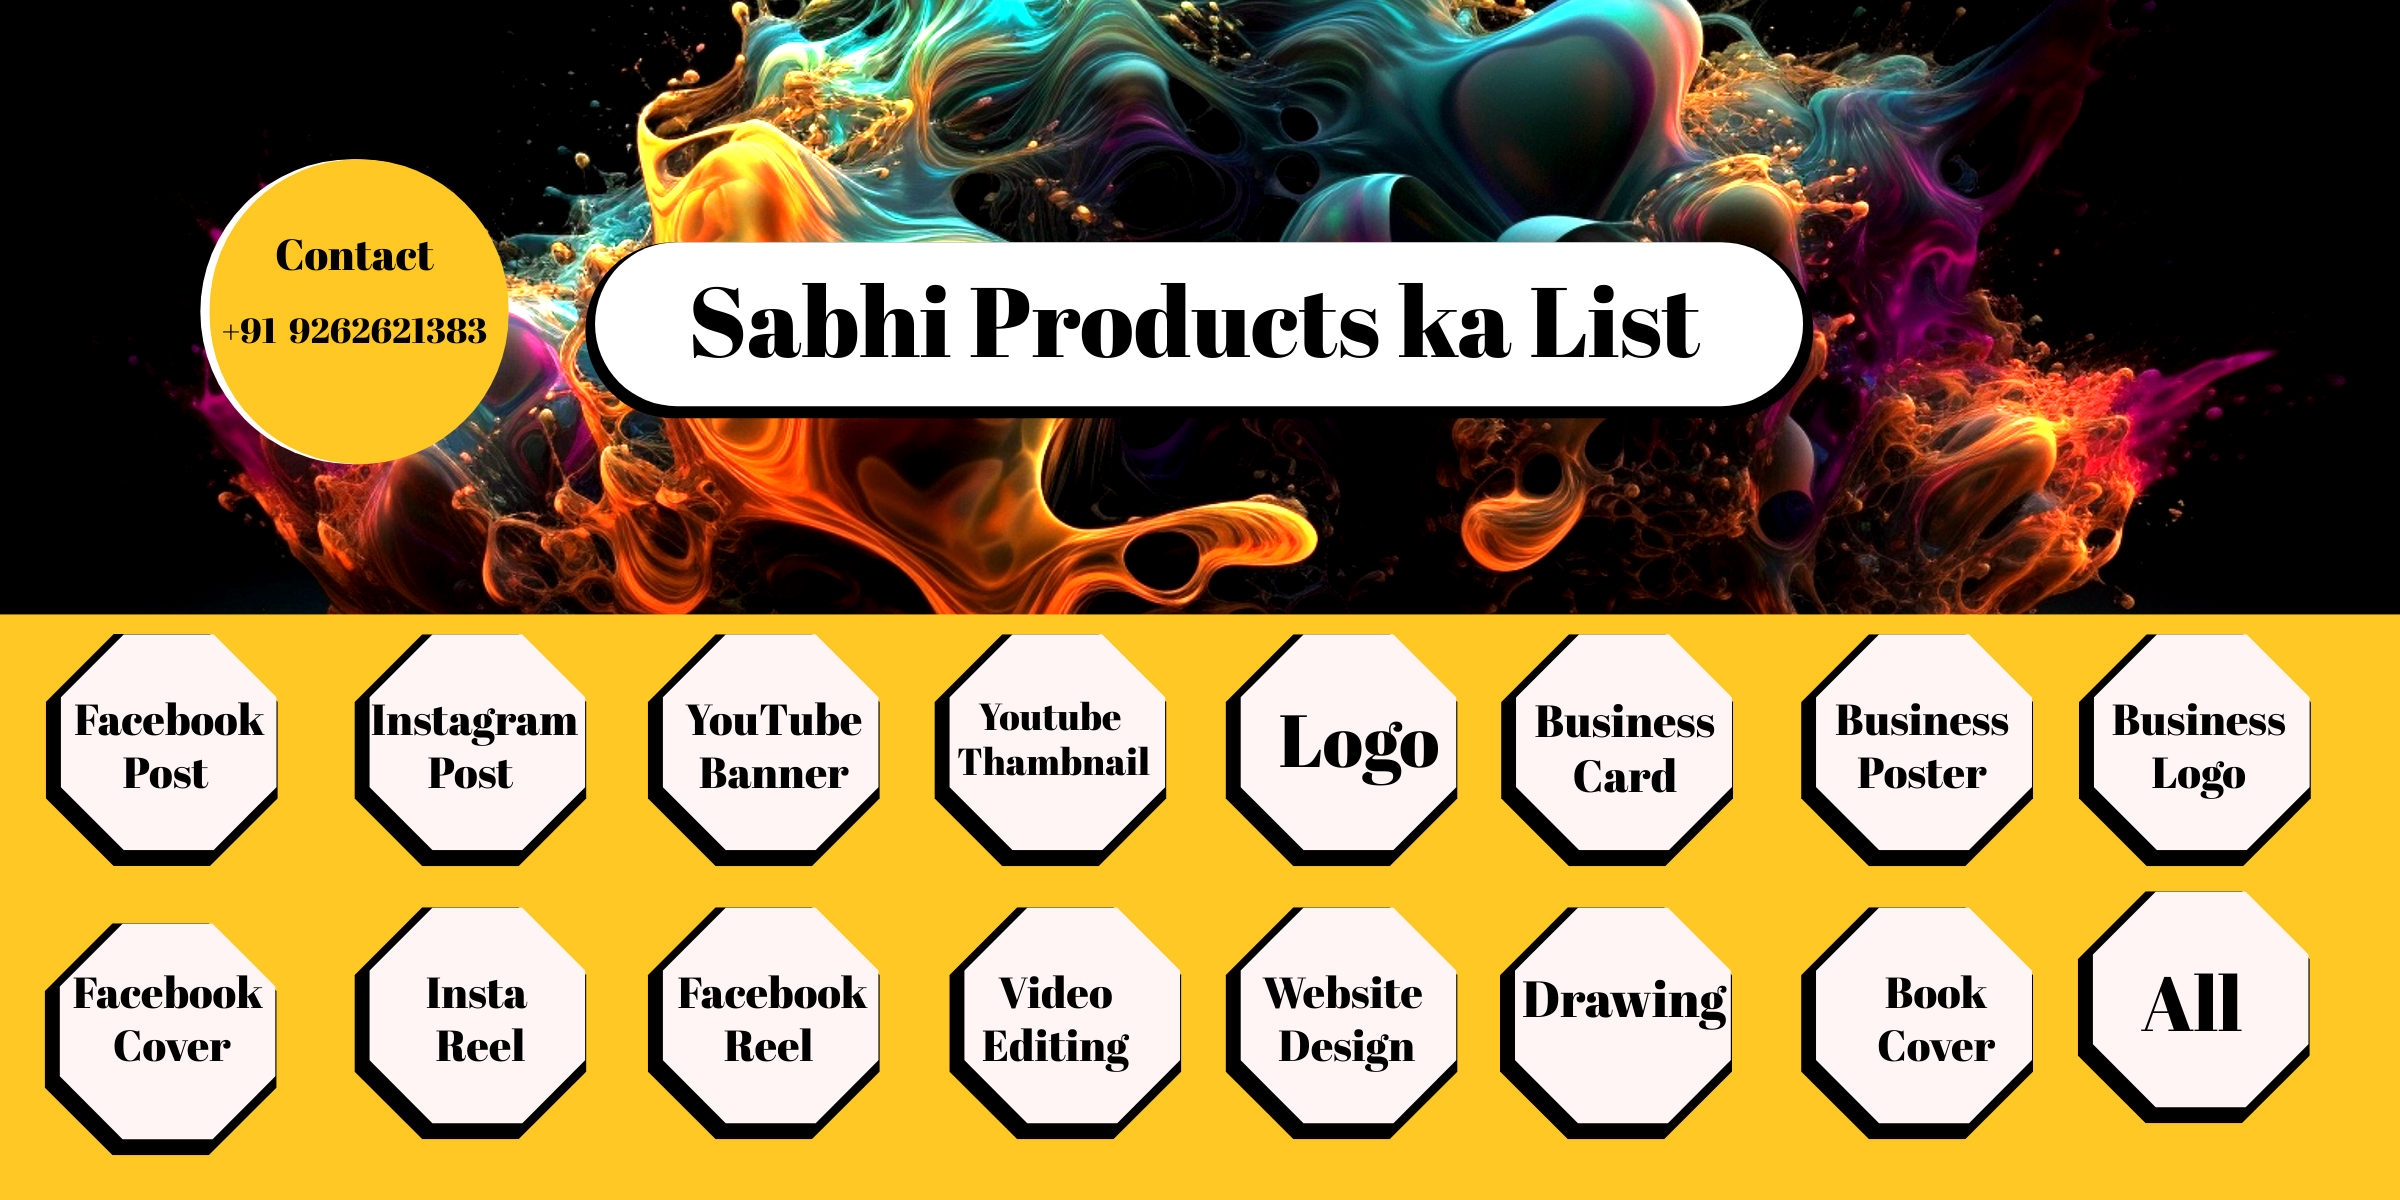 Contact
+91 9262621383
Sabhi Products ka List
Facebook
Post
Instagram
Post
YouTube
Banner
Youtube
Thambnail
Logo
Business
Card
Business
Poster
Business
Logo
Facebook
Cover
Insta
Reel
Facebook
Reel
Video
Editing
Website
Design
Drawing
Book
Cover
All